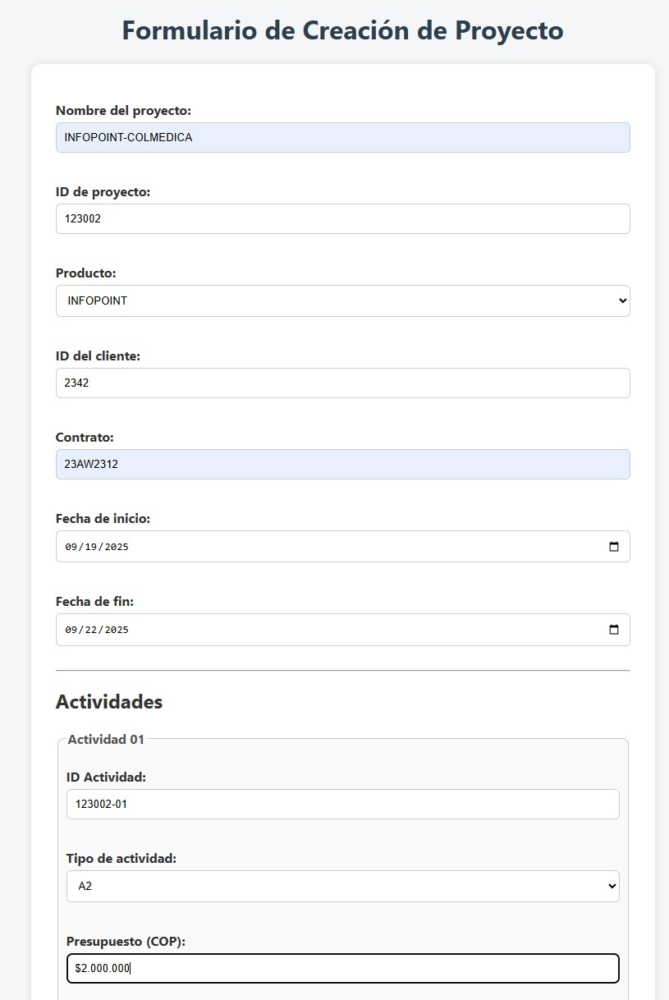 Formulario de Creación de Proyecto
Nombre del proyecto:
INFOPOINT-COLMEDICA
ID de proyecto:
123002
Producto:
INFOPOINT
ID del cliente:
2342
Contrato:
23AW2312
Fecha de inicio:
09/19/2025
Fecha de fin:
09/22/2025
Actividades
Actividad 01
ID Actividad:
123002-01
Tipo de actividad:
A2
Presupuesto (COP):
$2.000.000